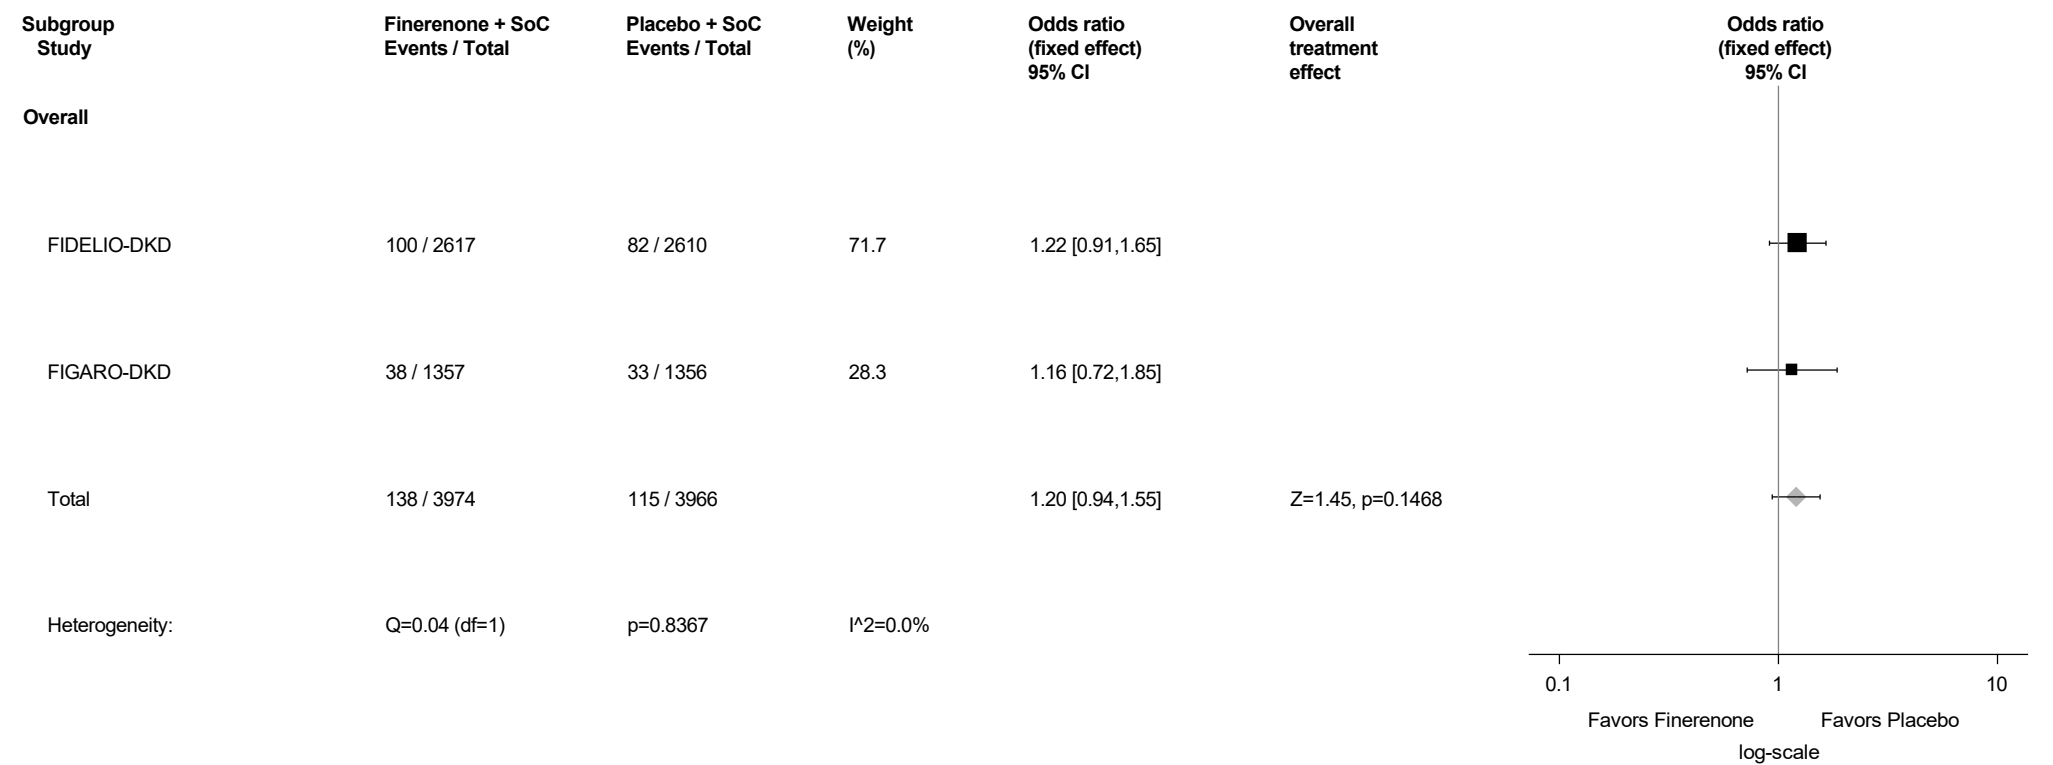 Subgroup Finerenone + SoC Placebo + SoC Weight Odds ratio Overall Odds ratio
Study Events / Total Events / Total (%) (fixed effect) treatment (fixed effect)
95% CI effect 95% CI
Overall
FIDELIO-DKD 100 / 2617 82 / 2610 71.7 1.22 [0.91,1.65]
FIGARO-DKD 38 / 1357 33 / 1356 28.3 1.16 [0.72,1.85]
Total 138 / 3974 115 / 3966 1.20 [0.94,1.55] Z=1.45, p=0.1468
Heterogeneity: Q=0.04 (df=1) p=0.8367 I^2=0.0%
0.1 1 10
Favors Finerenone Favors Placebo
log-scale